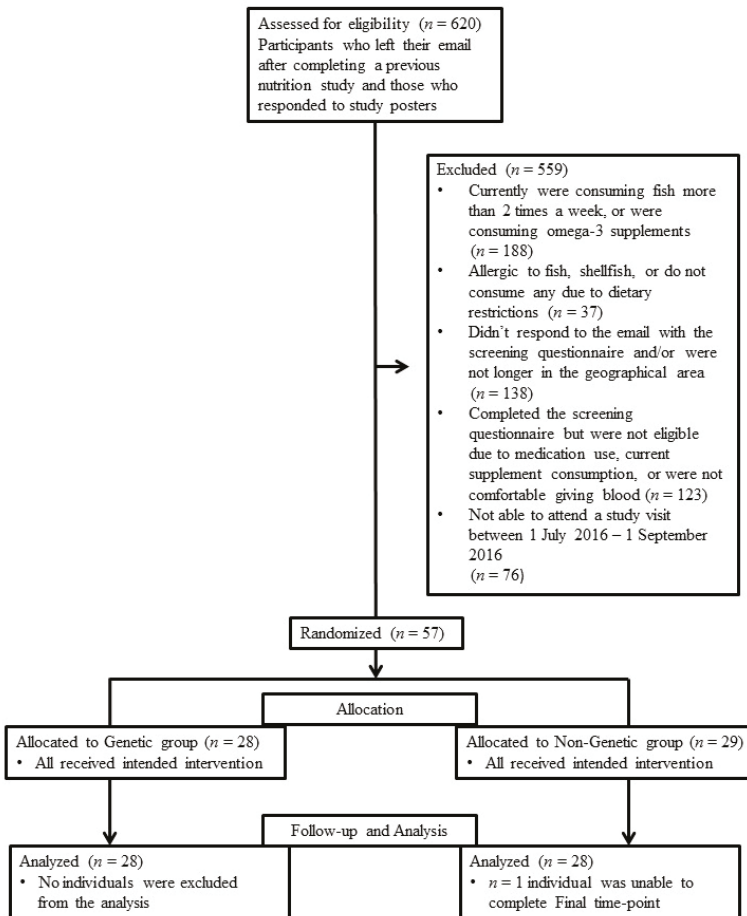 Assessed for eligibility (n = 620)
Participants who left their email
after completing a previous
nutrition study and those who
responded to study posters
Excluded (n = 559)
• Currently were consuming fish more
than 2 times a week, or were
consuming omega-3 supplements
(n = 188)
• Allergic to fish, shellfish, or do not
consume any due to dietary
restrictions (n = 37)
• Didn't respond to the email with the
screening questionnaire and/or were
not longer in the geographical area
(n = 138)
• Completed the screening
questionnaire but were not eligible
due to medication use, current
supplement consumption, or were not
comfortable giving blood (n = 123)
• Not able to attend a study visit
between 1 July 2016 – 1 September
2016
(n = 76)
Randomized (n = 57)
Allocation
Allocated to Genetic group (n = 28)
• All received intended intervention
Allocated to Non-Genetic group (n = 29)
• All received intended intervention
Follow-up and Analysis
Analyzed (n = 28)
• No individuals were excluded
from the analysis
Analyzed (n = 28)
• n = 1 individual was unable to
complete Final time-point